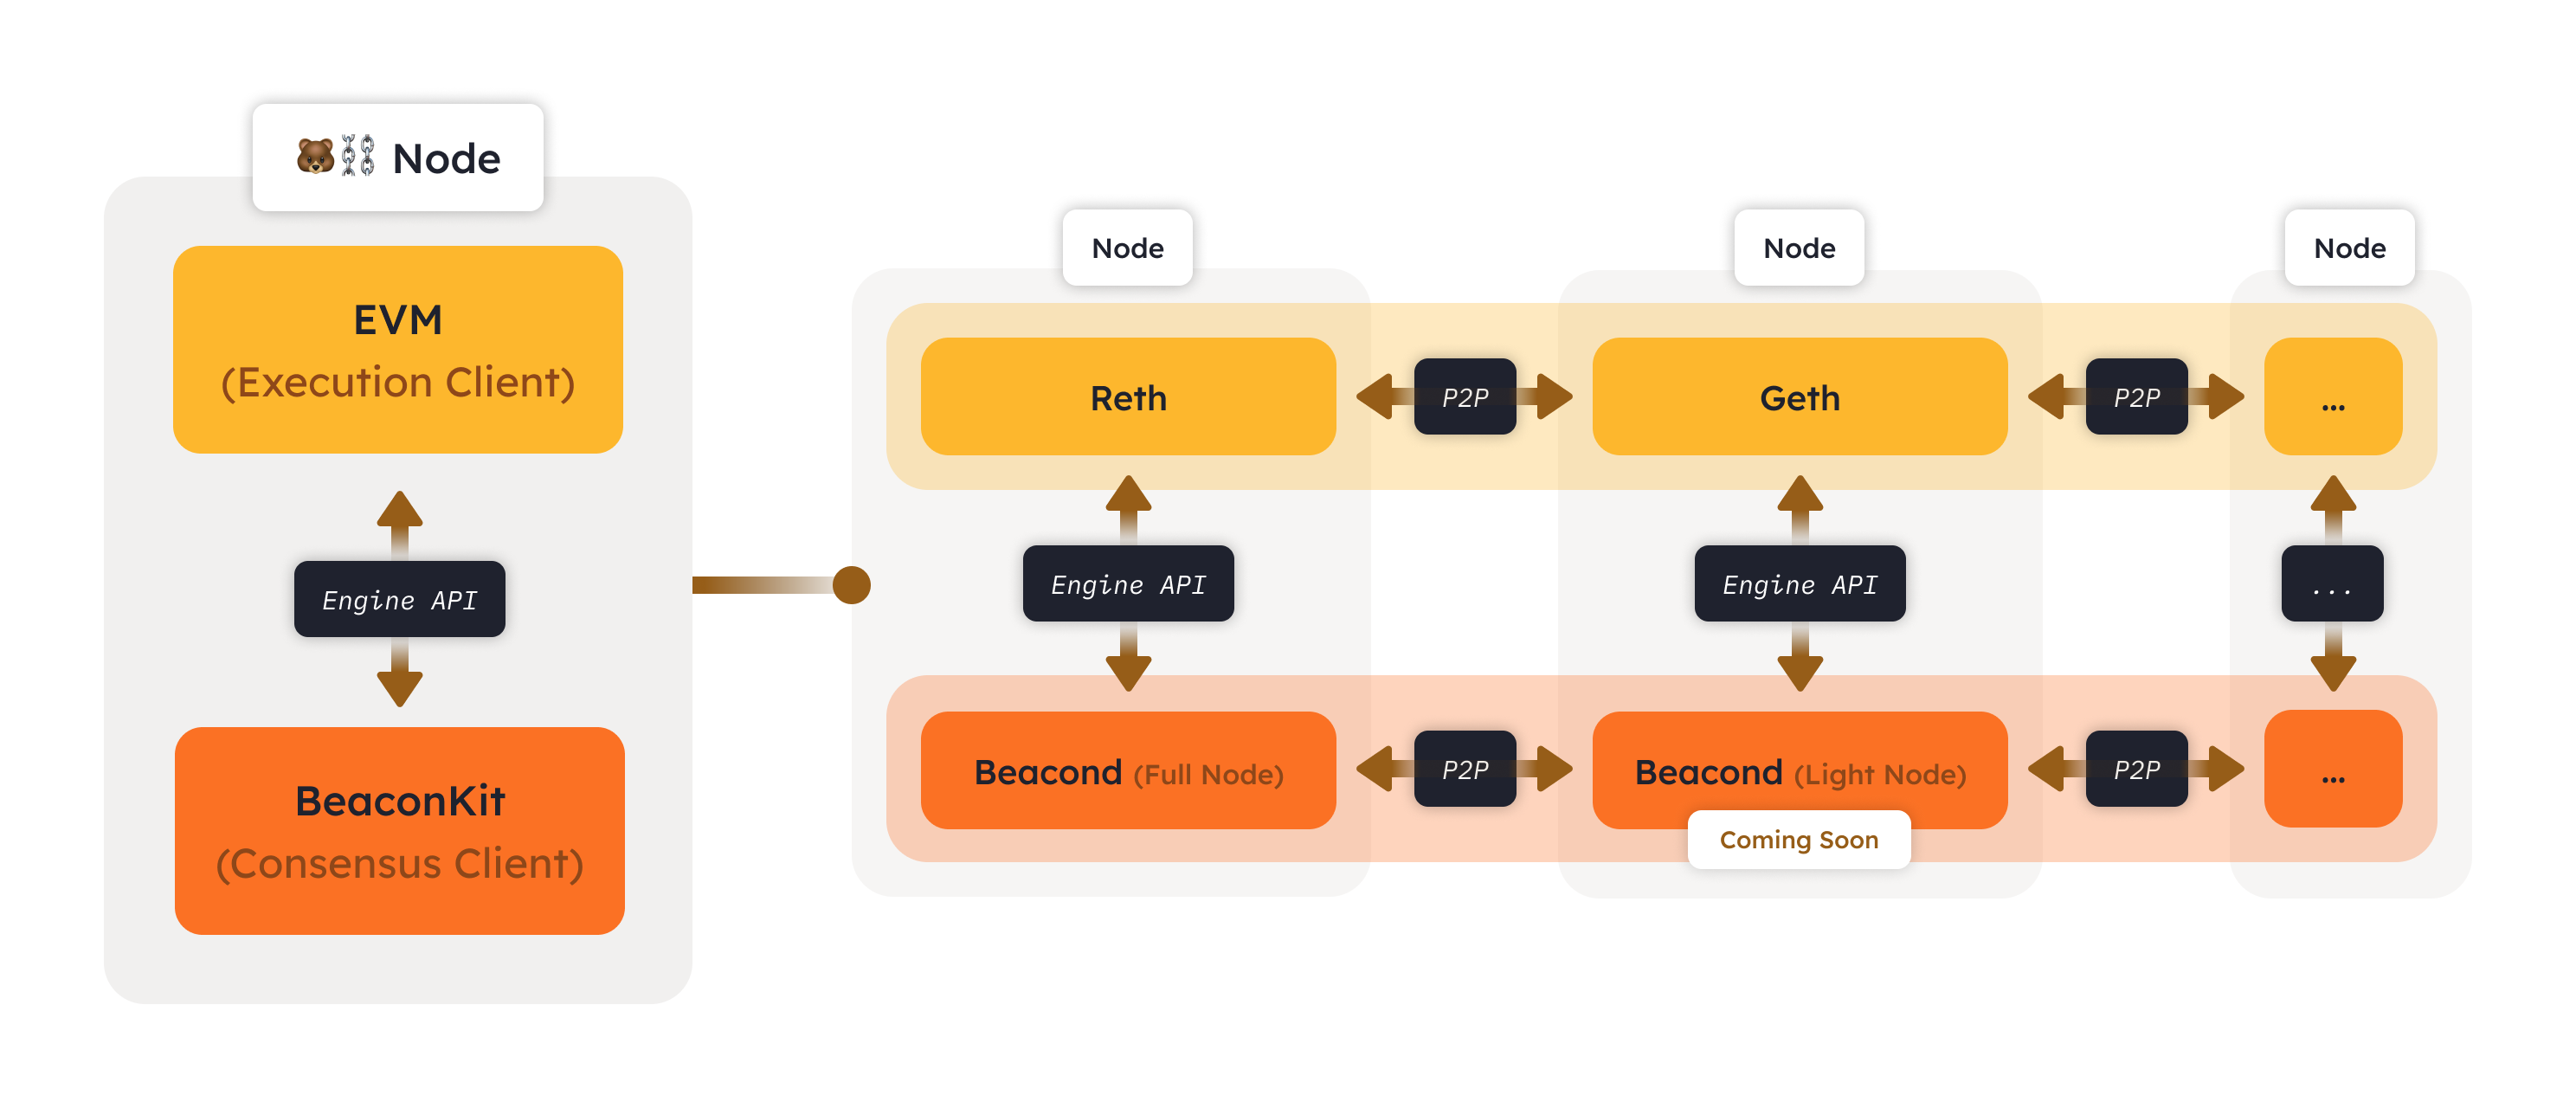 🐻⛓️ Node
EVM
(Execution Client)
Engine API
BeaconKit
(Consensus Client)
Node
Node
Node
Reth
P2P
Geth
P2P
...
Engine API
Engine API
...
Beacond (Full Node)
P2P
Beacond (Light Node)
P2P
...
Coming Soon